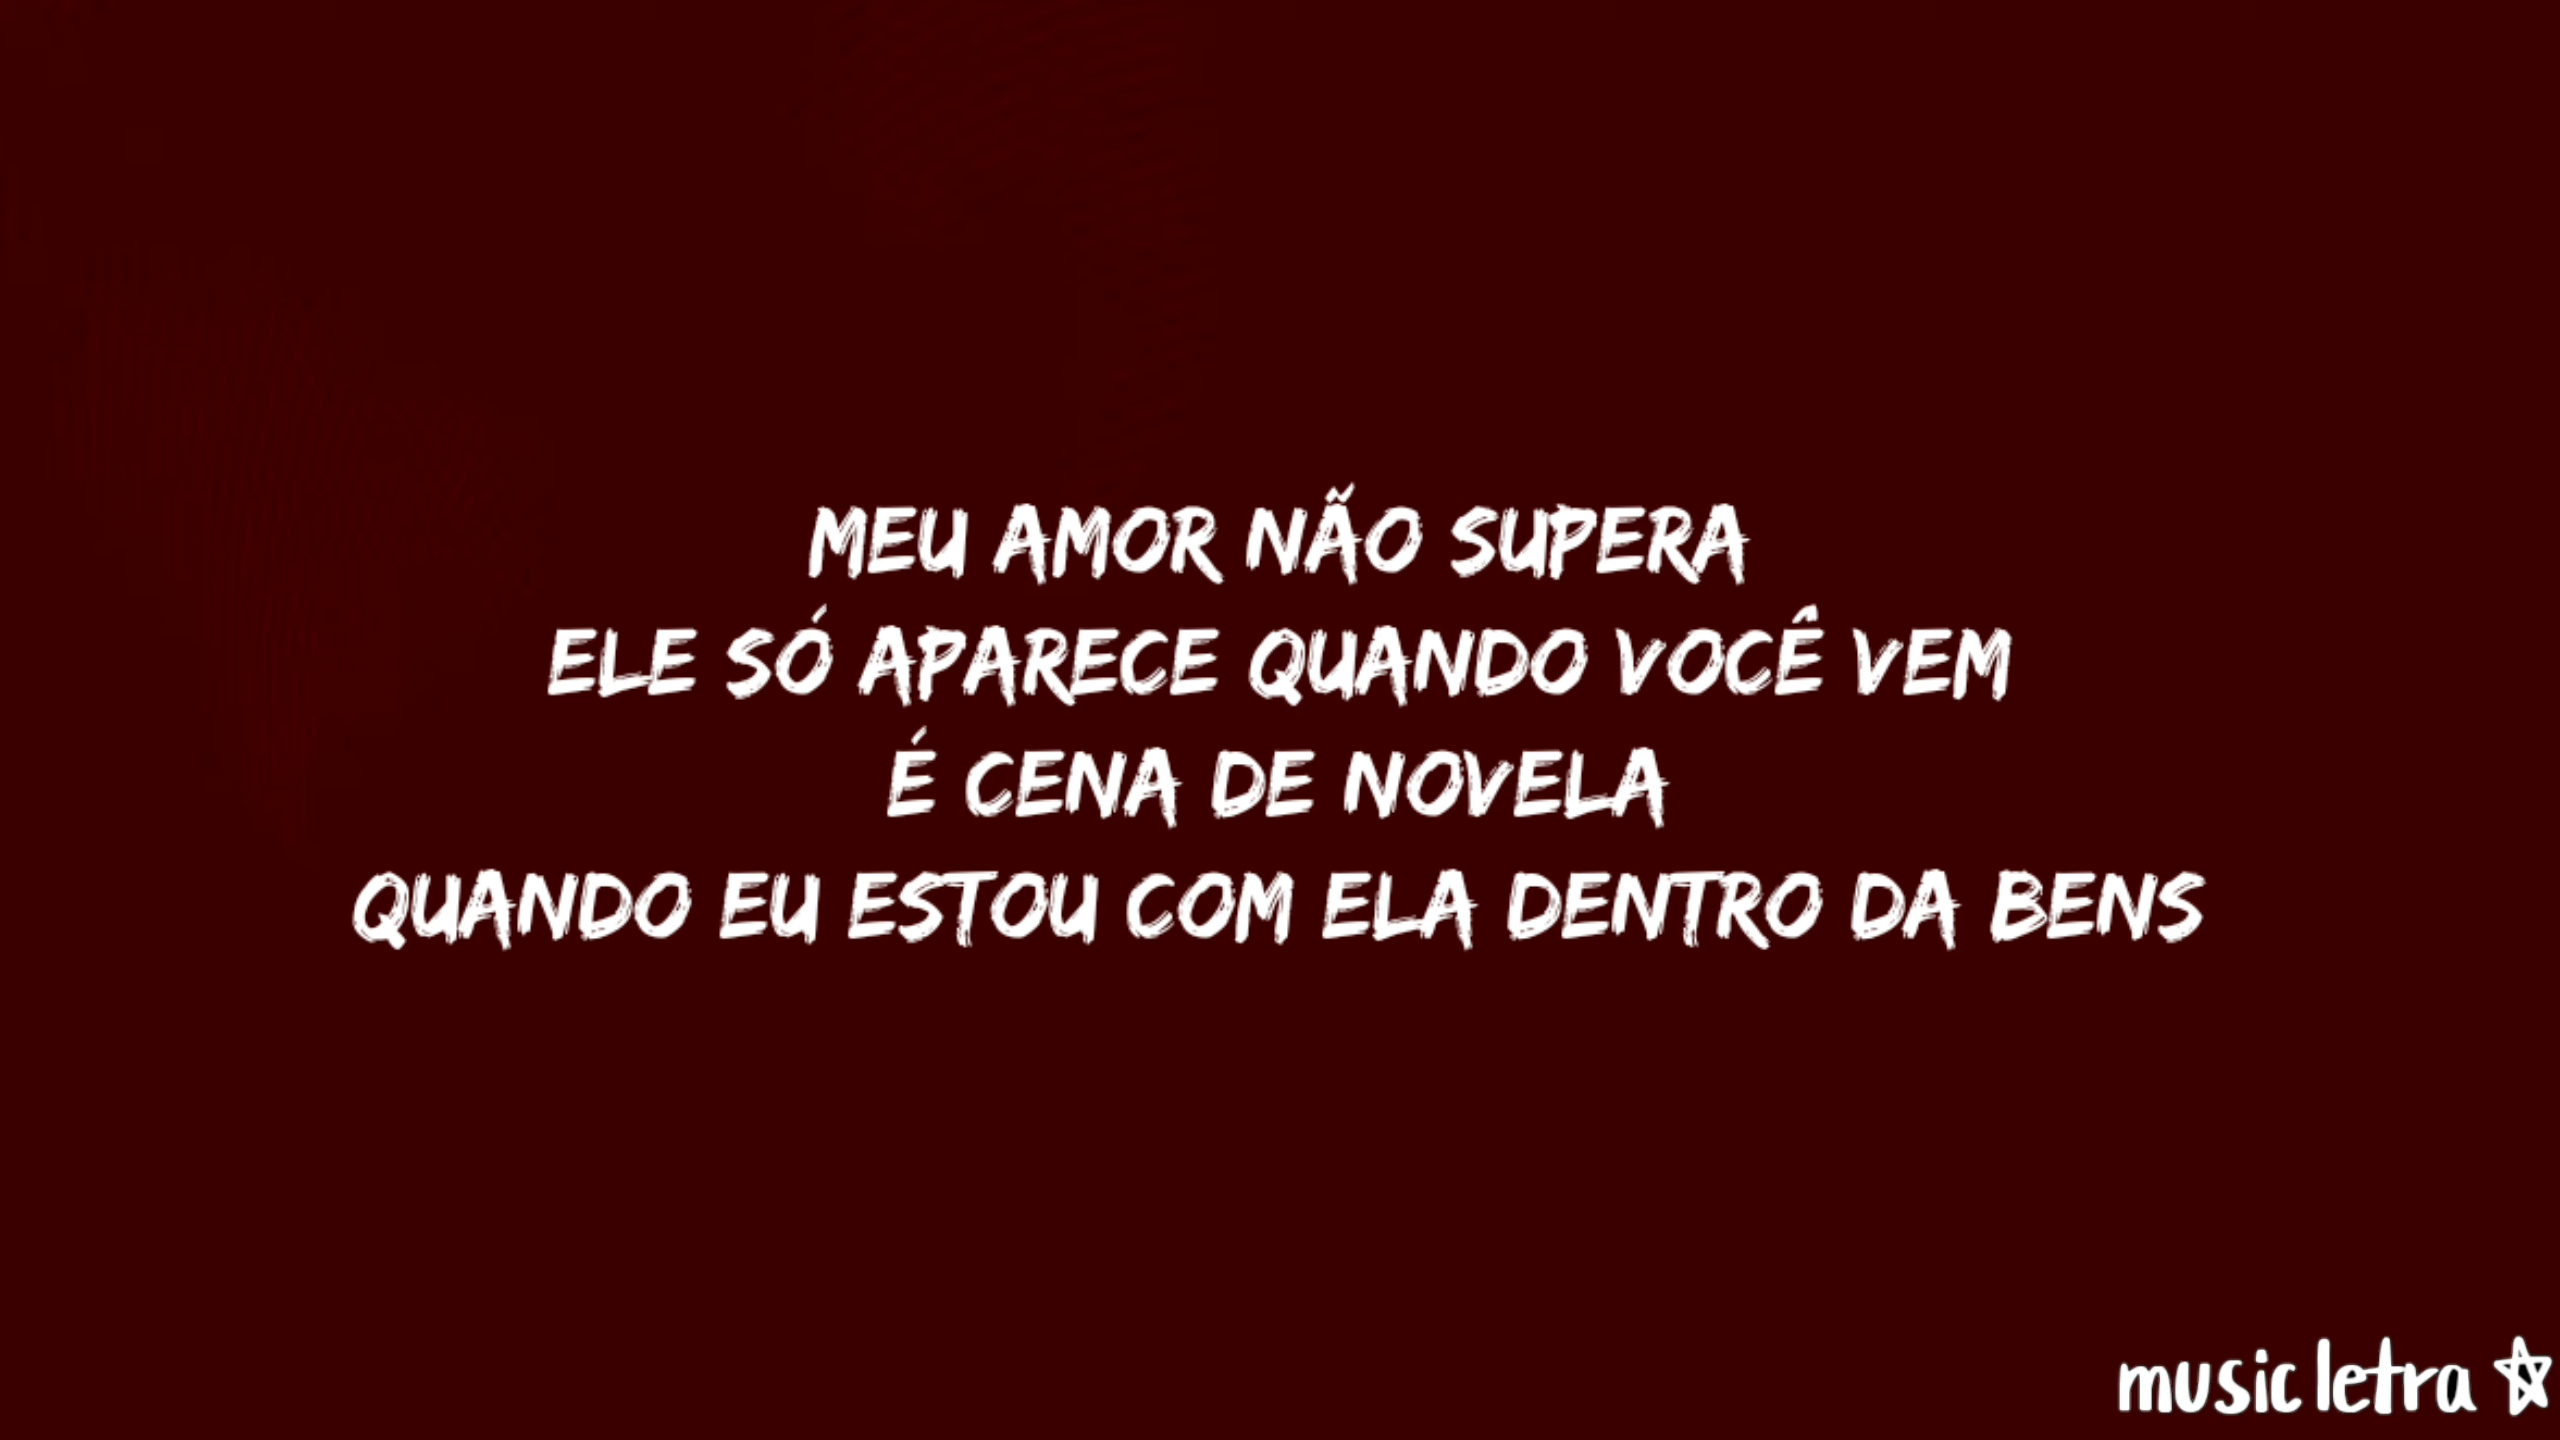 MEU AMOR NÃO SUPERA
ELE SÓ APARECE QUANDO VOCÊ VEM
É CENA DE NOVELA
QUANDO EU ESTOU COM ELA DENTRO DA BENS
music letra